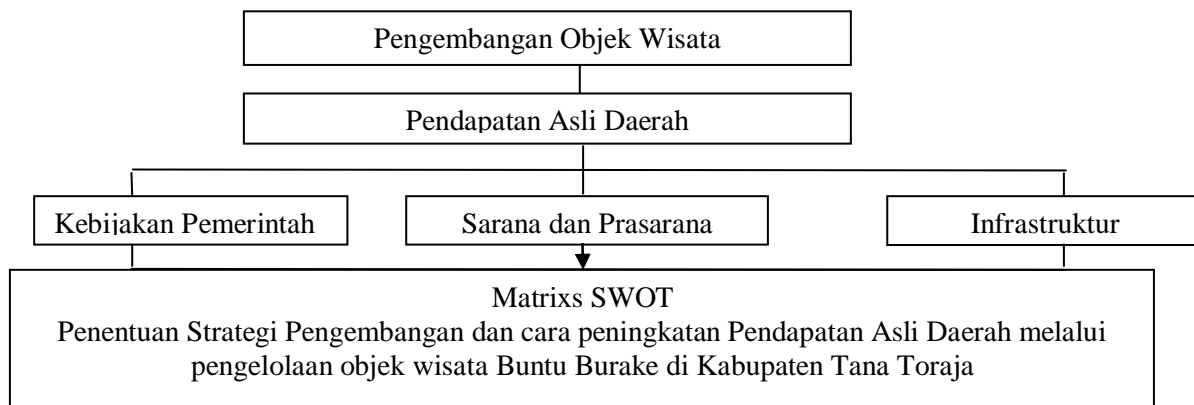 Pengembangan Objek Wisata
Pendapatan Asli Daerah
Kebijakan Pemerintah
Sarana dan Prasarana
Infrastruktur
Matrixs SWOT
Penentuan Strategi Pengembangan dan cara peningkatan Pendapatan Asli Daerah melalui
pengelolaan objek wisata Buntu Burake di Kabupaten Tana Toraja